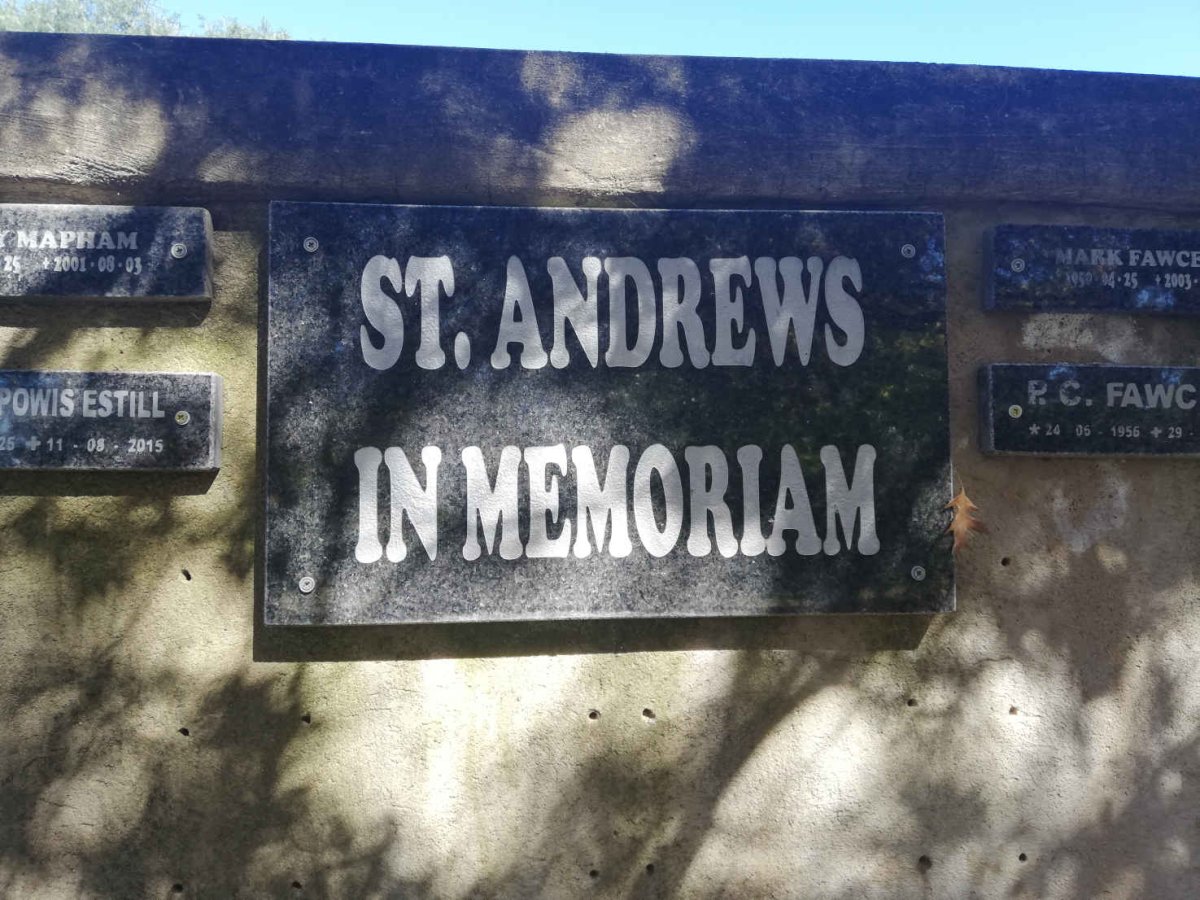 Y MAPHAM
25 +2001-08-03
POWIS ESTILL
25 ✝ 11 - 08 - 2015
ST. ANDREWS
IN MEMORIAM
MARK FAWCE
1959-04-25 +2003-
P. C. FAWC
* 24 06 - 1956 ✝ 29 -